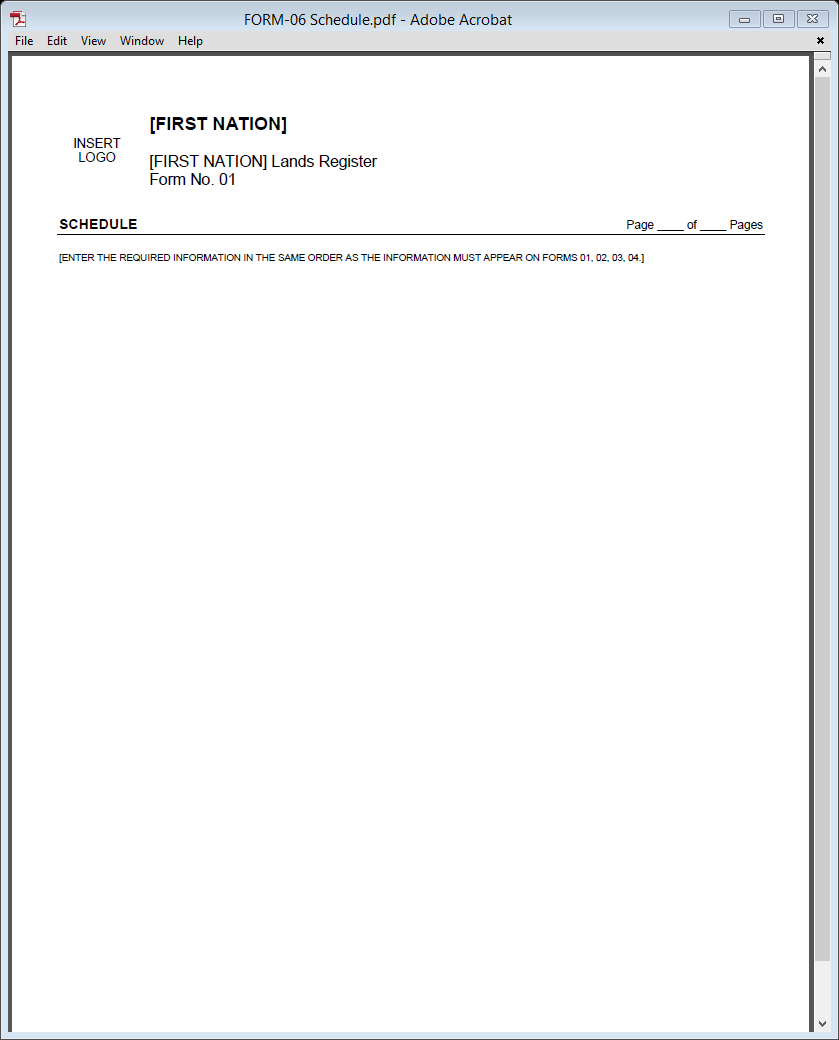 FORM-06 Schedule.pdf - Adobe Acrobat
File Edit View Window Help
[FIRST NATION]
INSERT
LOGO
[FIRST NATION] Lands Register
Form No. 01
SCHEDULE Page ____ of ____ Pages
[ENTER THE REQUIRED INFORMATION IN THE SAME ORDER AS THE INFORMATION MUST APPEAR ON FORMS 01, 02, 03, 04.]